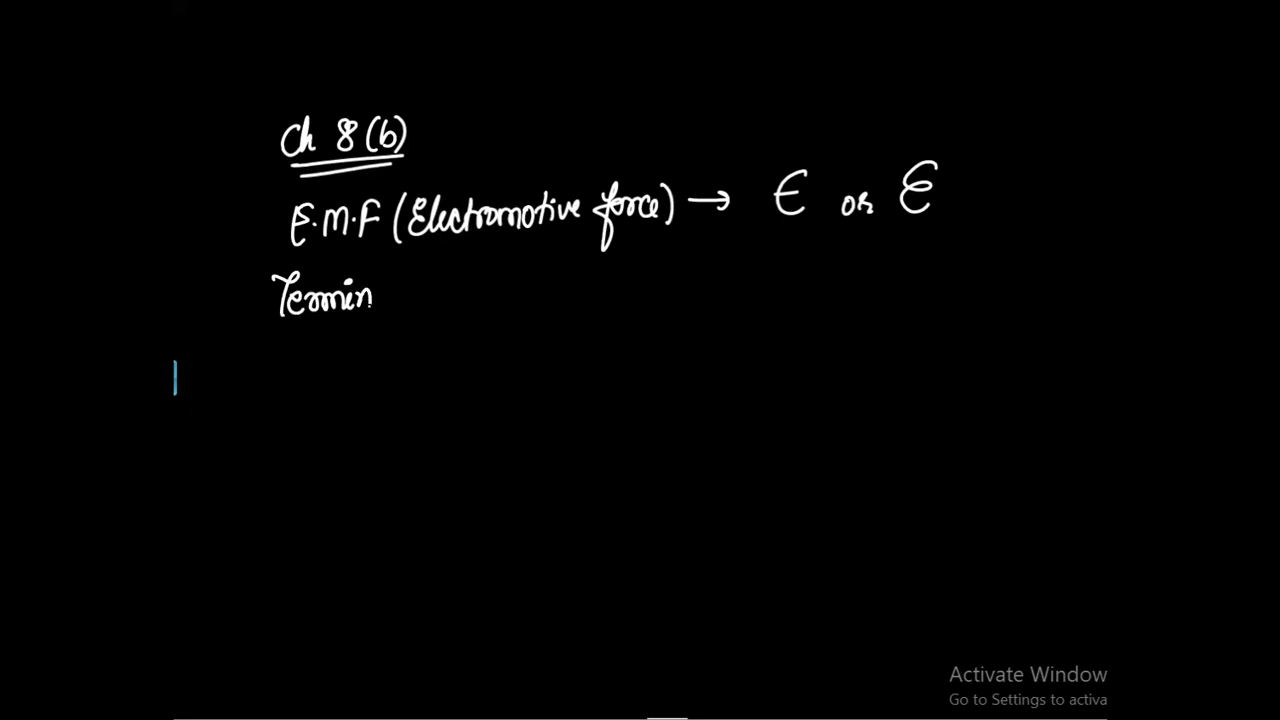 Ch 8(b)
E.M.F (Electromotive force) → ϵ or ℰ
Termin
Activate Window
Go to Settings to activa